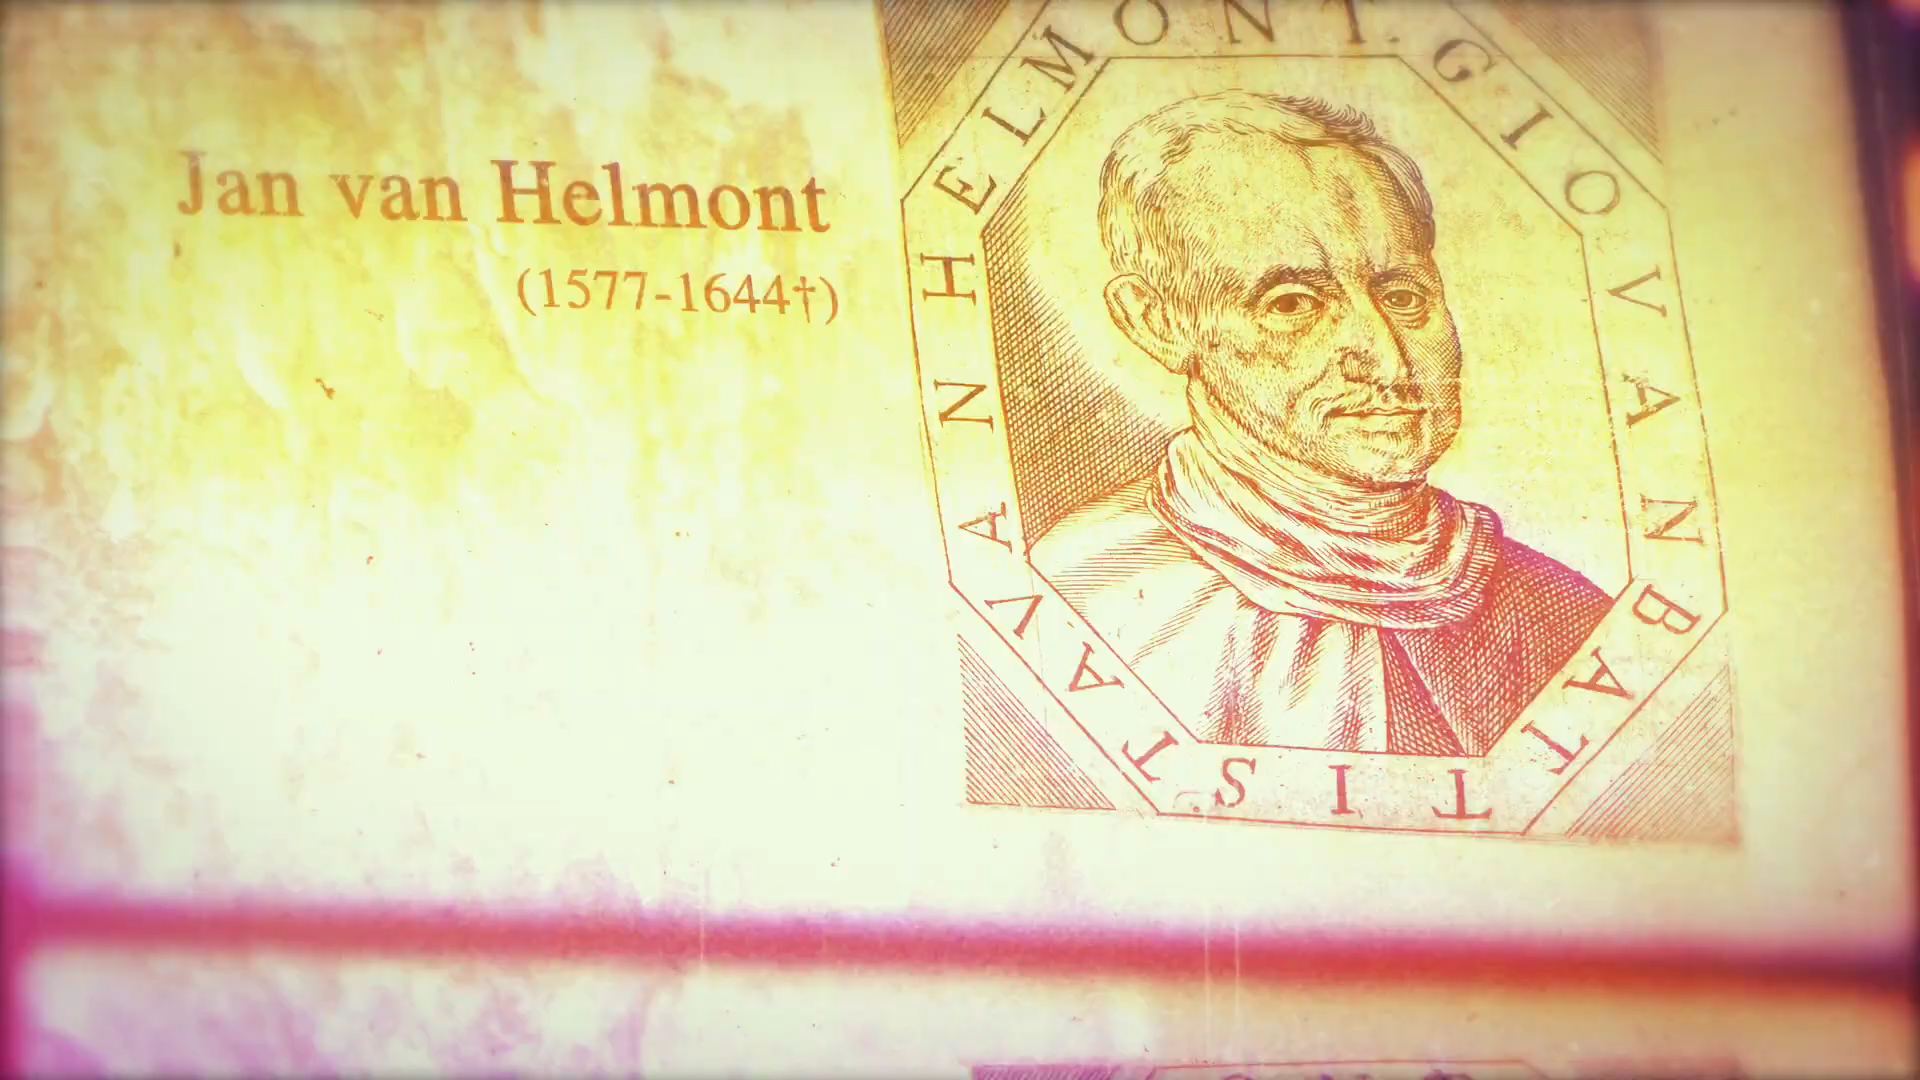 Jan van Helmont
(1577-1644†)
VAN HELMONT. GIOVAN BATTISTA